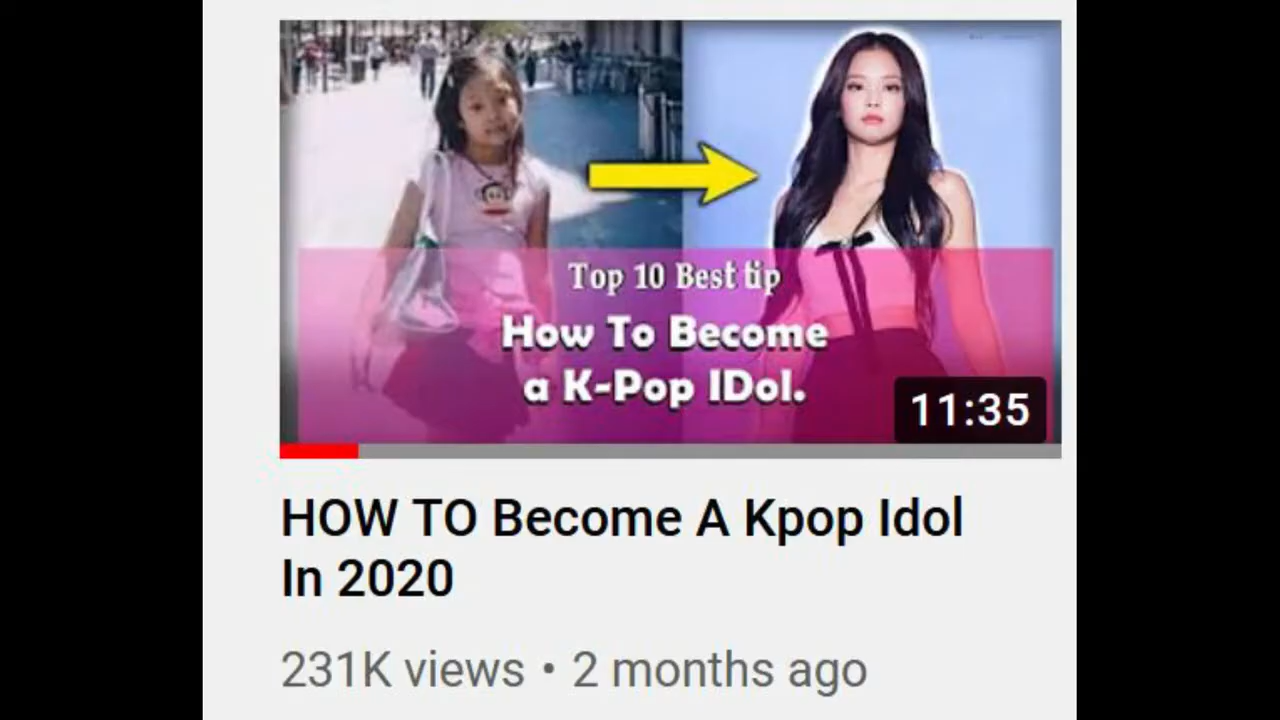 Top 10 Best tip
How To Become
a K-Pop IDol.
11:35
HOW TO Become A Kpop Idol
In 2020
231K views • 2 months ago